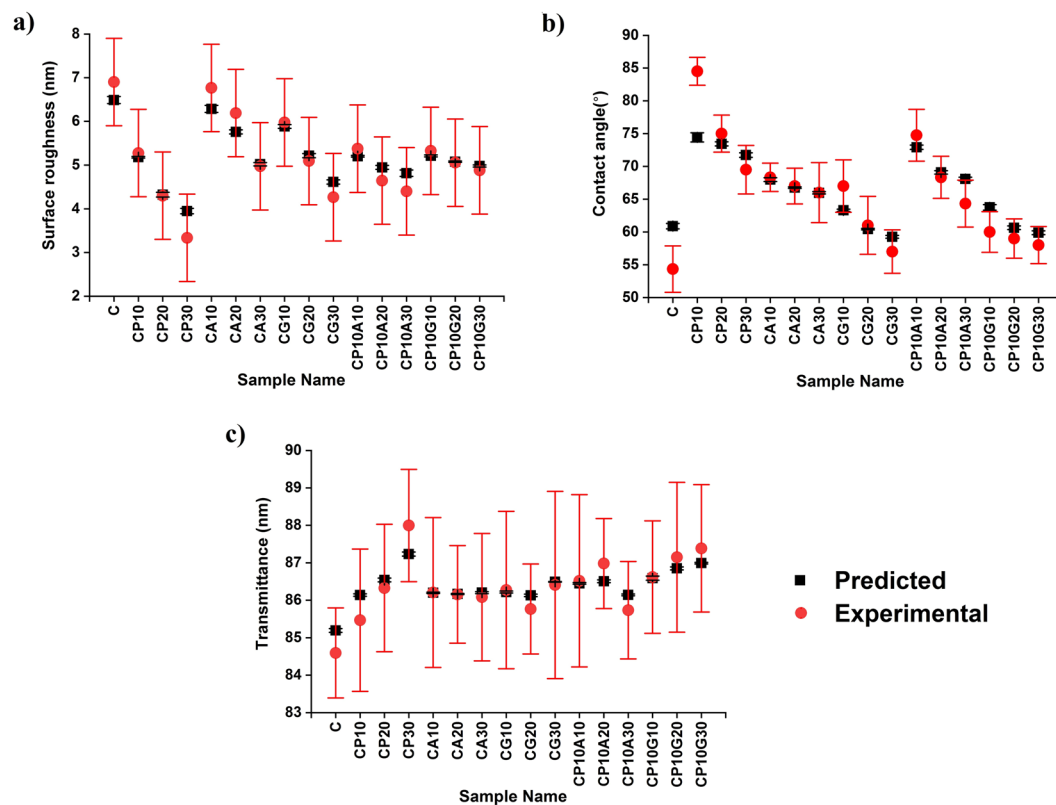 a)
Surface roughness (nm)
8
7
6
5
4
3
2
C
CP10
CP20
CP30
CA10
CA20
CA30
CG10
CG20
CG30
CP10A10
CP10A20
CP10A30
CP10G10
CP10G20
CP10G30
Sample Name
b)
Contact angle(°)
90
85
80
75
70
65
60
55
50
C
CP10
CP20
CP30
CA10
CA20
CA30
CG10
CG20
CG30
CP10A10
CP10A20
CP10A30
CP10G10
CP10G20
CP10G30
Sample Name
c)
Transmittance (nm)
90
89
88
87
86
85
84
83
C
CP10
CP20
CP30
CA10
CA20
CA30
CG10
CG20
CG30
CP10A10
CP10A20
CP10A30
CP10G10
CP10G20
CP10G30
Sample Name
Predicted
Experimental